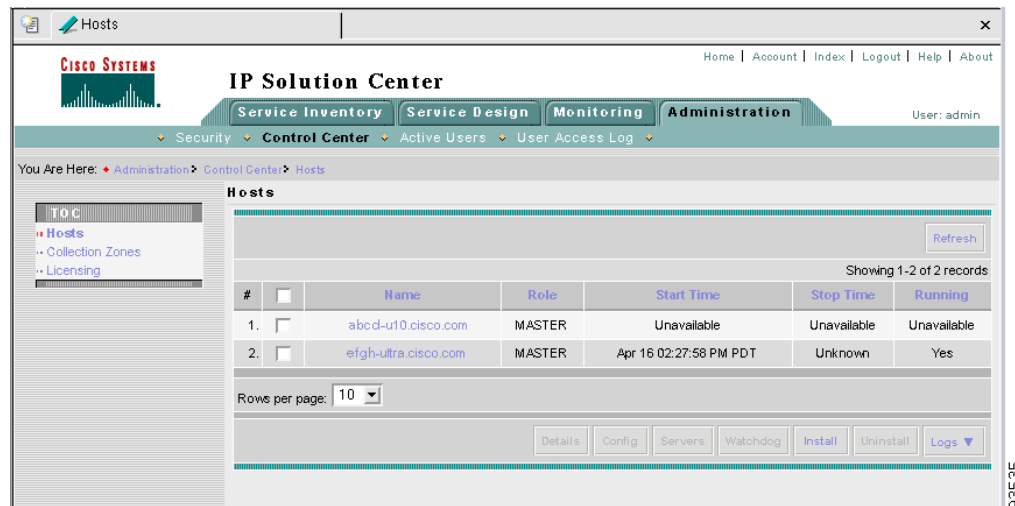 Hosts
×
CISCO SYSTEMS
Home | Account | Index | Logout | Help | About
IP Solution Center
Service Inventory Service Design Monitoring Administration
User: admin
Security Control Center Active Users User Access Log
You Are Here: Administration Control Center Hosts
Hosts
TOC
Hosts
Collection Zones
Licensing
Refresh
Showing 1-2 of 2 records
# Name Role Start Time Stop Time Running
1. abcd-u10.cisco.com MASTER Unavailable Unavailable Unavailable
2. efgh-ultra.cisco.com MASTER Apr 16 02:27:58 PM PDT Unknown Yes
Rows per page: 10
Details Config Servers Watchdog Install Uninstall Logs
93535